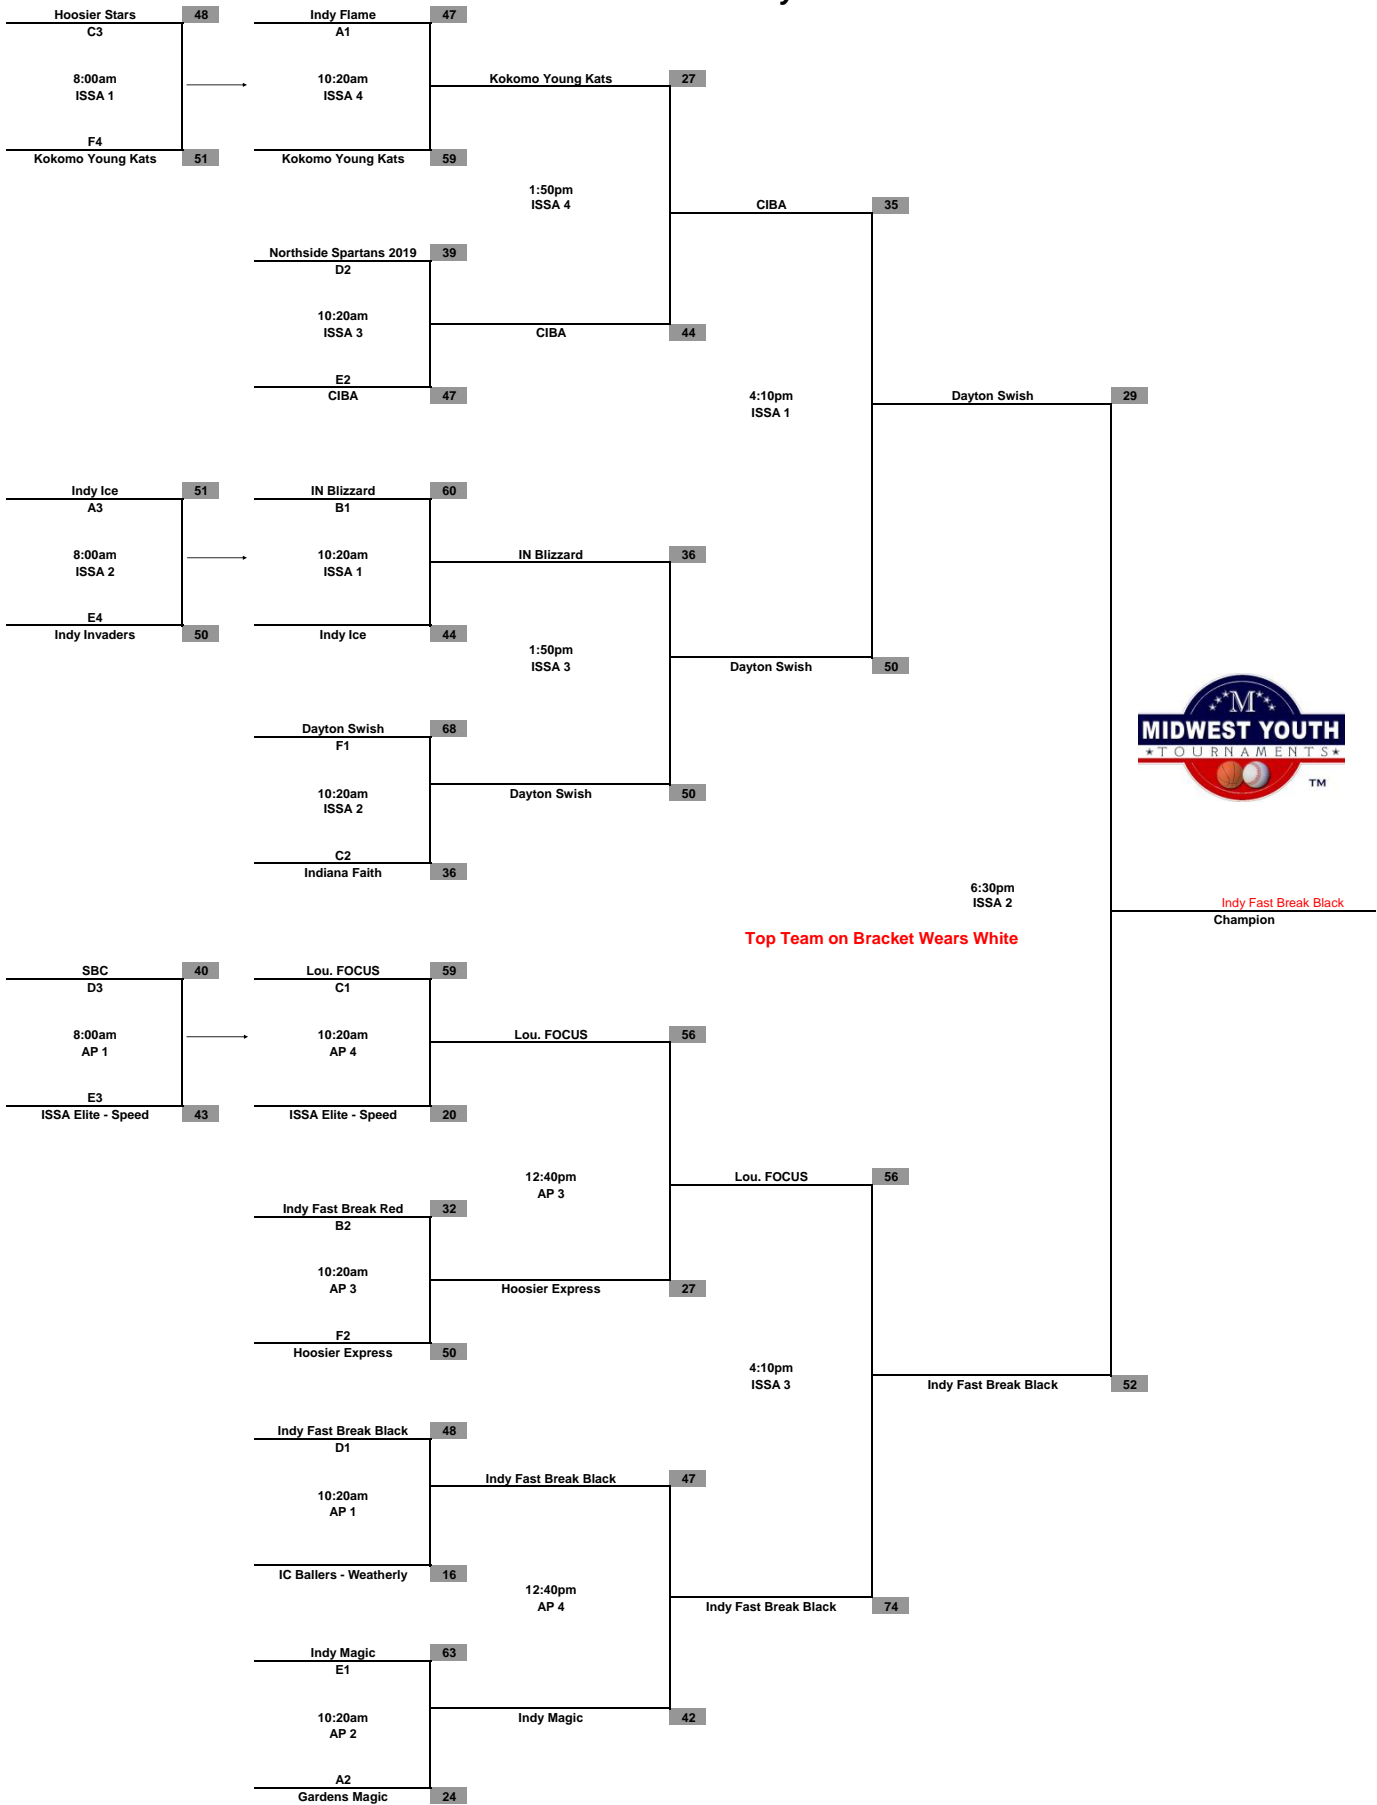 Hoosier Stars 48
C3
8:00am
ISSA 1
F4
Kokomo Young Kats 51
Indy Flame 47
A1
10:20am
ISSA 4
Kokomo Young Kats 59
Kokomo Young Kats 27
1:50pm
ISSA 4
CIBA 44
Northside Spartans 2019 39
D2
10:20am
ISSA 3
E2
CIBA 47
CIBA 35
4:10pm
ISSA 1
Dayton Swish 50
Dayton Swish 29
Indy Ice 51
A3
8:00am
ISSA 2
E4
Indy Invaders 50
IN Blizzard 60
B1
10:20am
ISSA 1
Indy Ice 44
IN Blizzard 36
1:50pm
ISSA 3
Dayton Swish 50
Dayton Swish 68
F1
10:20am
ISSA 2
C2
Indiana Faith 36
M
MIDWEST YOUTH
TOURNAMENTS
TM
6:30pm
ISSA 2
Indy Fast Break Black
Champion
Top Team on Bracket Wears White
SBC 40
D3
8:00am
AP 1
E3
ISSA Elite - Speed 43
Lou. FOCUS 59
C1
10:20am
AP 4
ISSA Elite - Speed 20
Lou. FOCUS 56
12:40pm
AP 3
Hoosier Express 27
Indy Fast Break Red 32
B2
10:20am
AP 3
F2
Hoosier Express 50
Lou. FOCUS 56
4:10pm
ISSA 3
Indy Fast Break Black 74
Indy Fast Break Black 52
Indy Fast Break Black 48
D1
10:20am
AP 1
IC Ballers - Weatherly 16
Indy Fast Break Black 47
12:40pm
AP 4
Indy Magic 42
Indy Magic 63
E1
10:20am
AP 2
A2
Gardens Magic 24